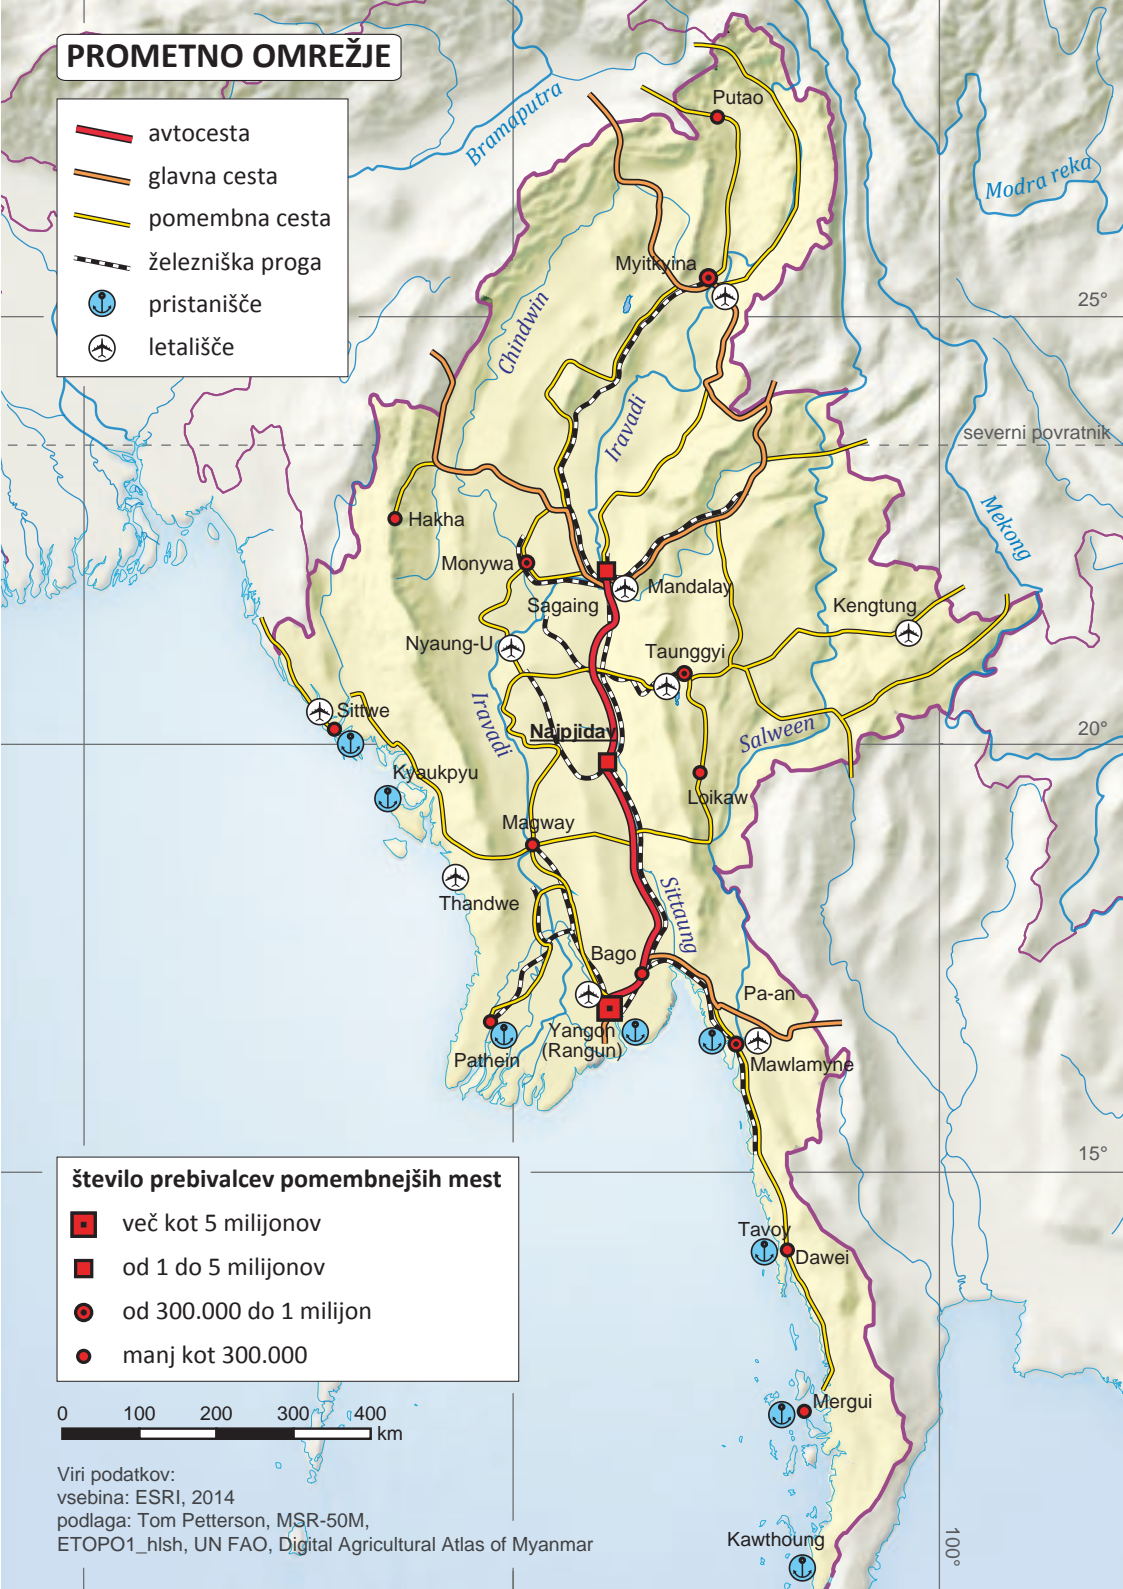 PROMETNO OMREŽJE
avtocesta
glavna cesta
pomembna cesta
železniška proga
pristanišče
letališče
Bramaputra
Putao
Modra reka
Myitkyina
25°
Chindwin
Iravadi
severni povratnik
Hakha
Mekong
Monywa
Mandalay
Sagaing
Kengtung
Nyaung-U
Taunggyi
Iravadi
Sittwe
Salween
20°
Najpjidav
Kyaukpyu
Loikaw
Magway
Thandwe
Sittaung
Bago
Pa-an
Yangon
(Rangun)
Pathein
Mawlamyne
15°
število prebivalcev pomembnejših mest
več kot 5 milijonov
od 1 do 5 milijonov
od 300.000 do 1 milijon
manj kot 300.000
Tavoy
Dawei
Mergui
0 100 200 300 400
km
Viri podatkov:
vsebina: ESRI, 2014
podlaga: Tom Petterson, MSR-50M,
ETOPO1_hlsh, UN FAO, Digital Agricultural Atlas of Myanmar
Kawthoung
100°